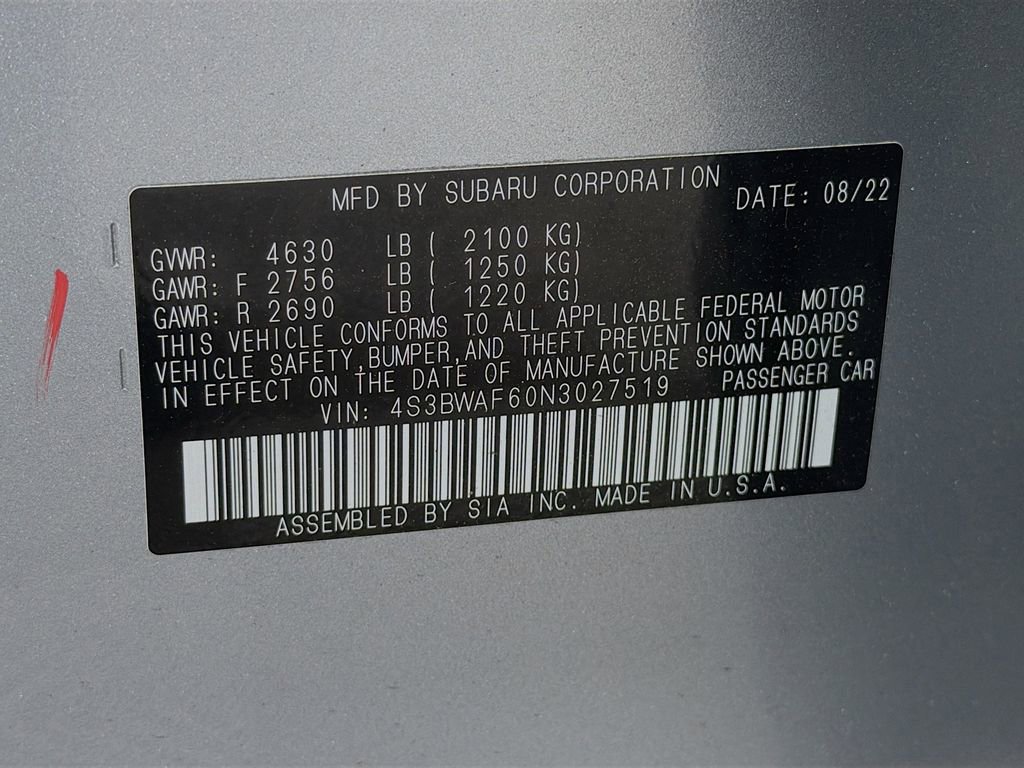 MFD BY SUBARU CORPORATION DATE: 08/22
GVWR: 4630 LB ( 2100 KG)
GAWR: F 2756 LB ( 1250 KG)
GAWR: R 2690 LB ( 1220 KG)
THIS VEHICLE CONFORMS TO ALL APPLICABLE FEDERAL MOTOR
VEHICLE SAFETY,BUMPER,AND THEFT PREVENTION STANDARDS
IN EFFECT ON THE DATE OF MANUFACTURE SHOWN ABOVE.
VIN: 4S3BWAF60N3027519 PASSENGER CAR
ASSEMBLED BY SIA INC. MADE IN U.S.A.